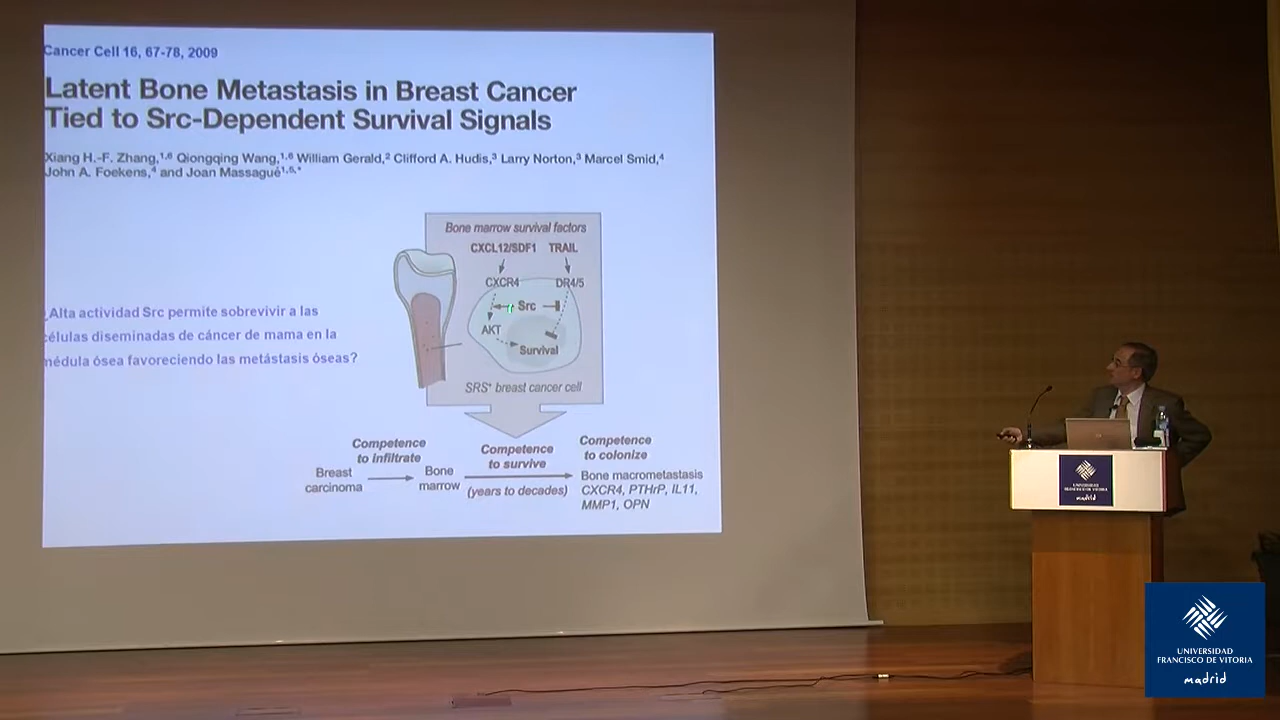 Cancer Cell 16, 67-78, 2009
Latent Bone Metastasis in Breast Cancer
Tied to Src-Dependent Survival Signals
Xiang H.-F. Zhang,1,6 Qiongqing Wang,1,6 William Gerald,2 Clifford A. Hudis,3 Larry Norton,3 Marcel Smid,4
John A. Foekens,4 and Joan Massagué1,5,*
Bone marrow survival factors
CXCL12/SDF1 TRAIL
CXCR4 DR4/5
Src
AKT
Survival
SRS+ breast cancer cell
¿Alta actividad Src permite sobrevivir a las
células diseminadas de cáncer de mama en la
médula ósea favoreciendo las metástasis óseas?
Competence
to infiltrate
Competence
to survive
Competence
to colonize
Breast
carcinoma
Bone
marrow
(years to decades)
Bone macrometastasis
CXCR4, PTHrP, IL11,
MMP1, OPN
UNIVERSIDAD
FRANCISCO DE VITORIA
madrid
UNIVERSIDAD
FRANCISCO DE VITORIA
madrid